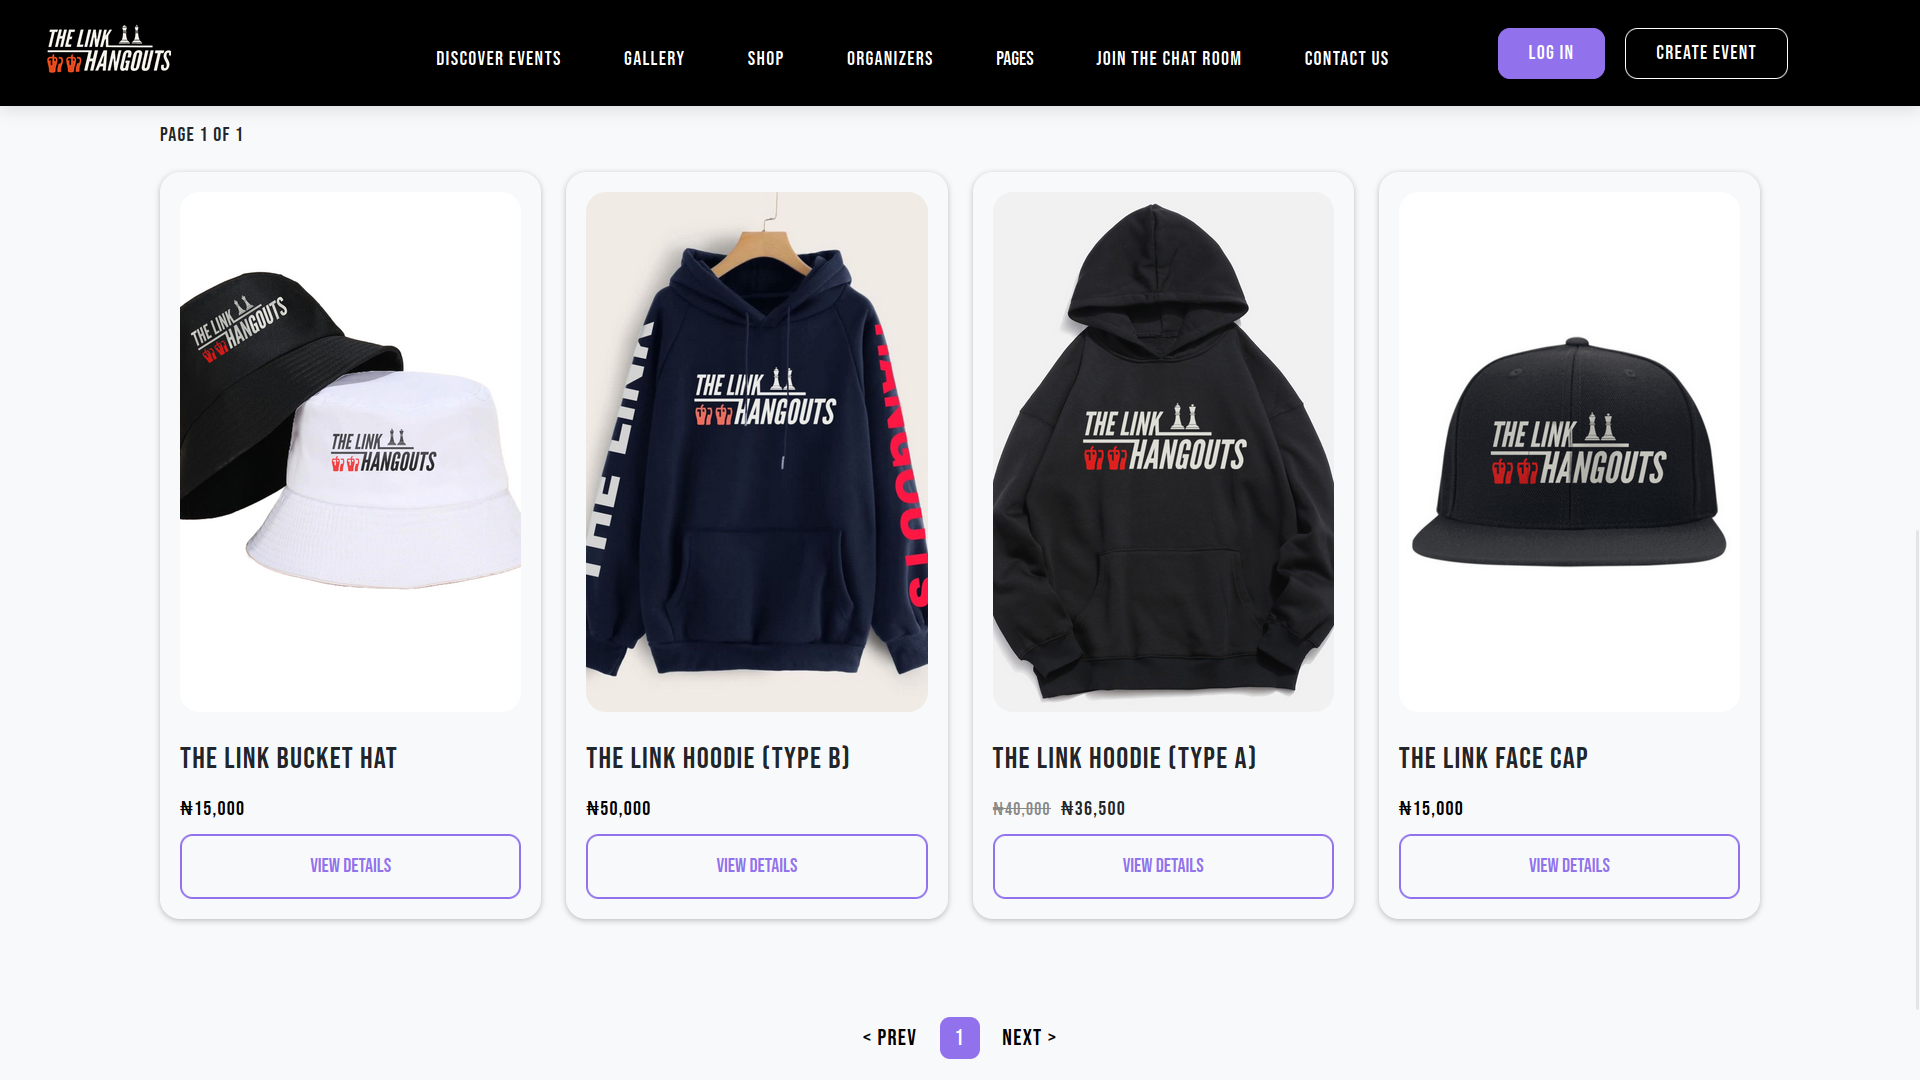 THE LINK
HANGOUTS
DISCOVER EVENTS
GALLERY
SHOP
ORGANIZERS
PAGES
JOIN THE CHAT ROOM
CONTACT US
LOG IN
CREATE EVENT
PAGE 1 OF 1
THE LINK
HANGOUTS
THE LINK
HANGOUTS
THE LINK
THE LINK
HANGOUTS
HANGOUTS
THE LINK
HANGOUTS
THE LINK
HANGOUTS
THE LINK BUCKET HAT
₦15,000
VIEW DETAILS
THE LINK HOODIE (TYPE B)
₦50,000
VIEW DETAILS
THE LINK HOODIE (TYPE A)
₦40,000 ₦36,500
VIEW DETAILS
THE LINK FACE CAP
₦15,000
VIEW DETAILS
< PREV 1 NEXT >